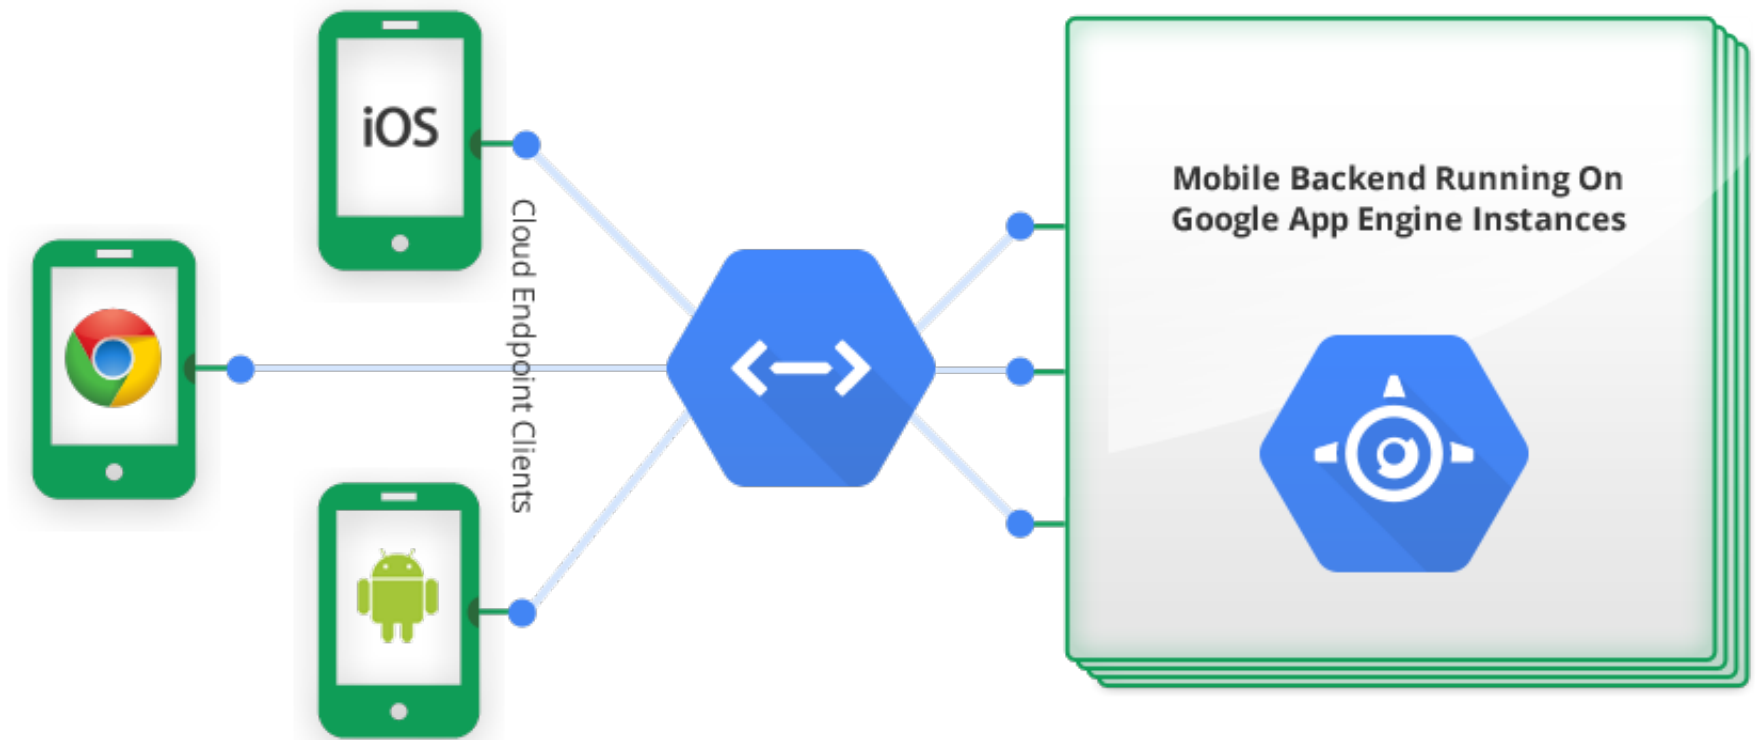 iOS
Cloud Endpoint Clients
Mobile Backend Running On
Google App Engine Instances